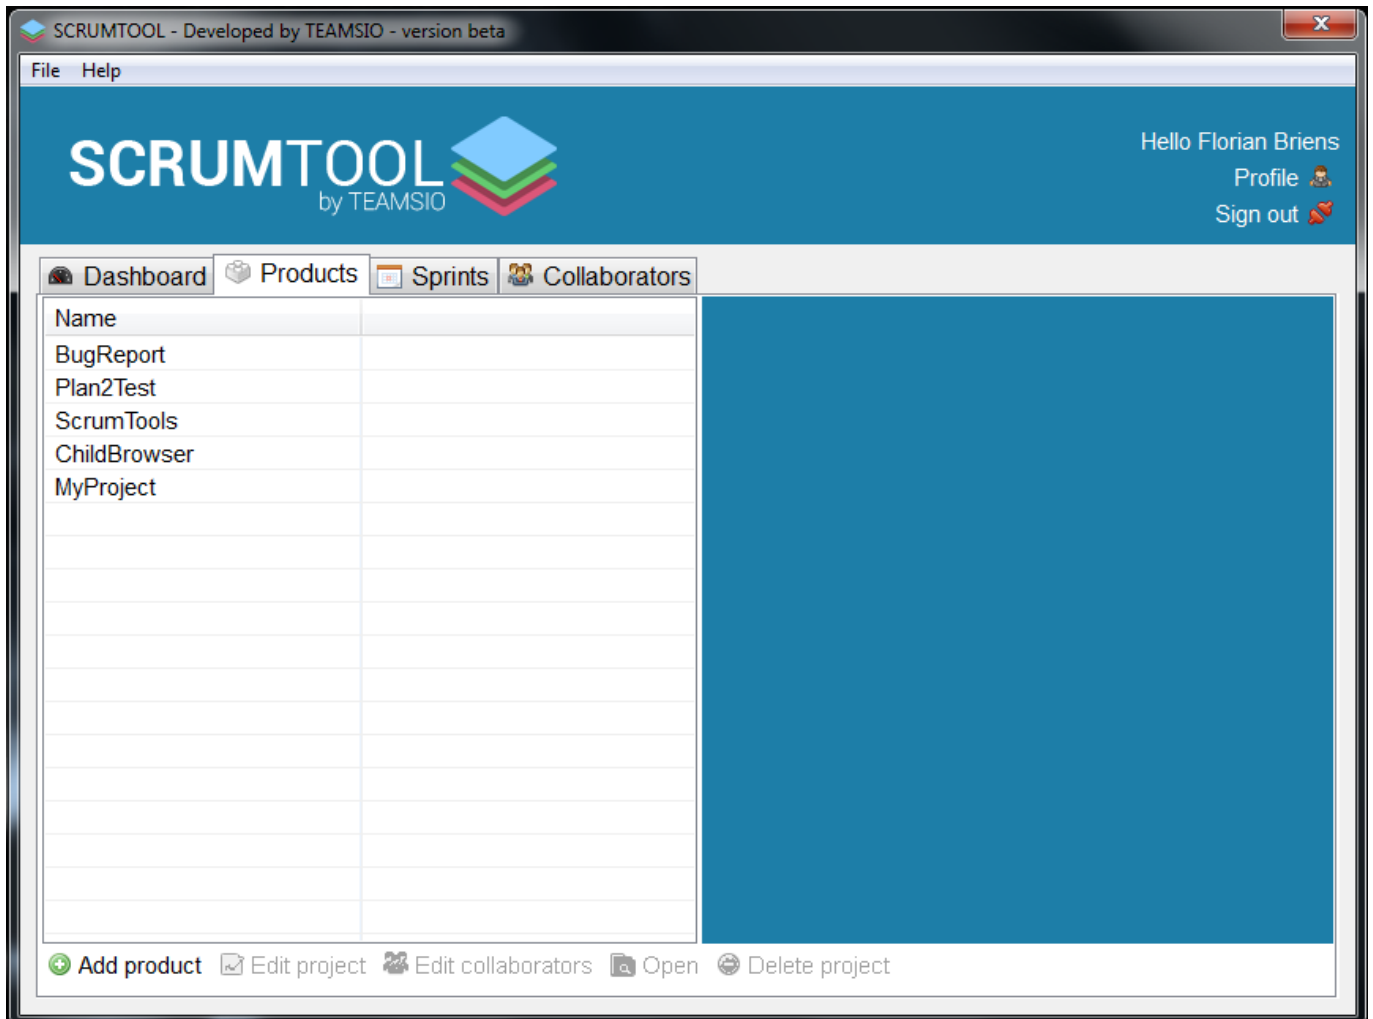 SCRUMTOOL - Developed by TEAMSIO - version beta
File Help
SCRUMTOOL
by TEAMSIO
Hello Florian Briens
Profile
Sign out
Dashboard Products Sprints Collaborators
Name
BugReport
Plan2Test
ScrumTools
ChildBrowser
MyProject
Add product Edit project Edit collaborators Open Delete project